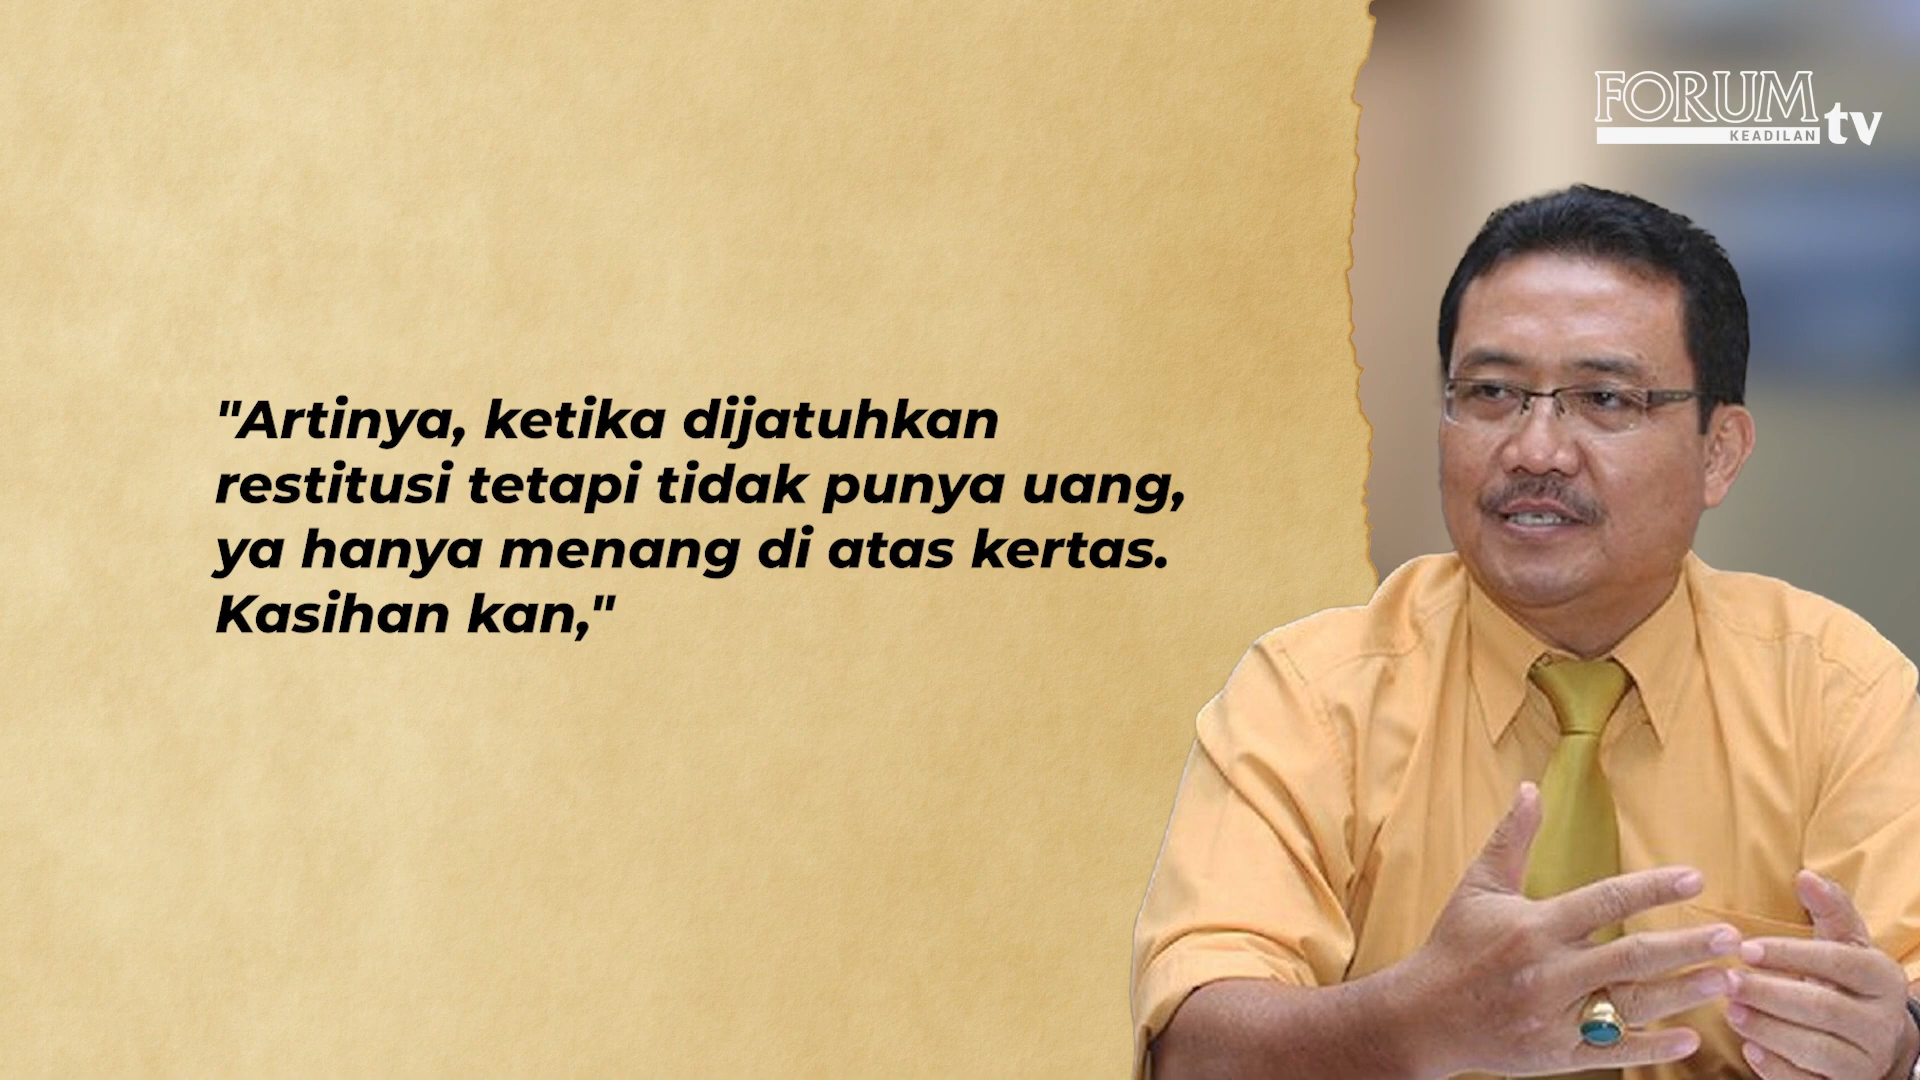 FORUM
KEADILAN
tv
"Artinya, ketika dijatuhkan
restitusi tetapi tidak punya uang,
ya hanya menang di atas kertas.
Kasihan kan,"